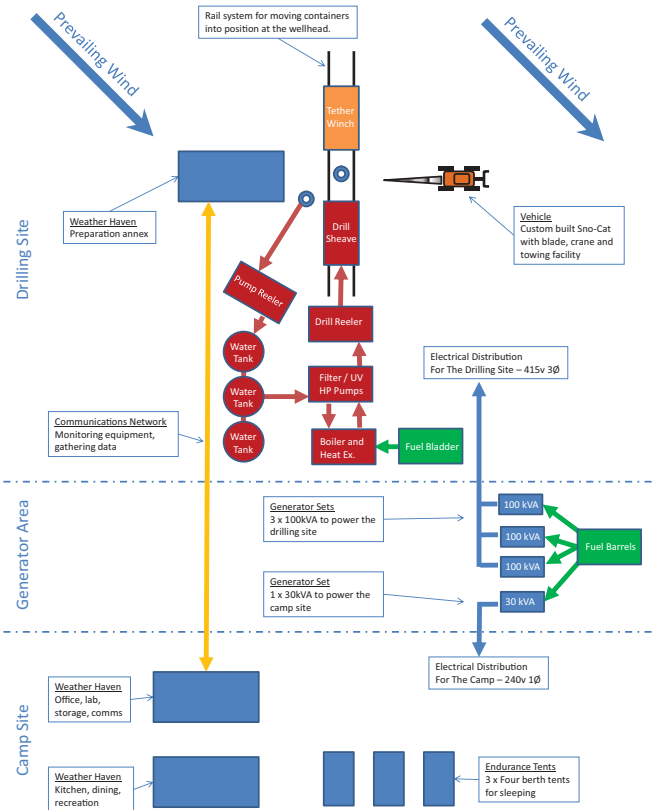 Rail system for moving containers
into position at the wellhead.
Prevailing Wind
Prevailing Wind
Tether
Winch
Weather Haven
Preparation annex
Drill
Sheave
Vehicle
Custom built Sno-Cat
with blade, crane and
towing facility
Drilling Site
Pump Reeler
Drill Reeler
Water
Tank
Electrical Distribution
For The Drilling Site – 415v 3Ø
Water
Tank
Filter / UV
HP Pumps
Communications Network
Monitoring equipment,
gathering data
Water
Tank
Boiler and
Heat Ex.
Fuel Bladder
Generator Area
Generator Sets
3 x 100kVA to power the
drilling site
100 kVA
100 kVA
100 kVA
Fuel Barrels
Generator Set
1 x 30kVA to power the
camp site
30 kVA
Camp Site
Weather Haven
Office, lab,
storage, comms
Electrical Distribution
For The Camp – 240v 1Ø
Weather Haven
Kitchen, dining,
recreation
Endurance Tents
3 x Four berth tents
for sleeping